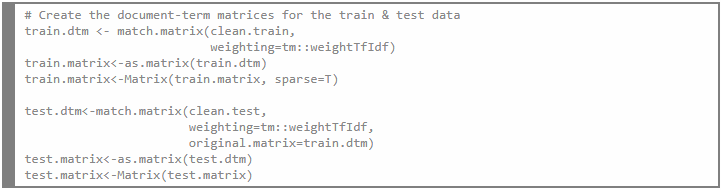 # Create the document-term matrices for the train & test data
train.dtm <- match.matrix(clean.train,
                          weighting=tm::weightTfIdf)
train.matrix<-as.matrix(train.dtm)
train.matrix<-Matrix(train.matrix, sparse=T)

test.dtm<-match.matrix(clean.test,
                       weighting=tm::weightTfIdf,
                       original.matrix=train.dtm)
test.matrix<-as.matrix(test.dtm)
test.matrix<-Matrix(test.matrix)